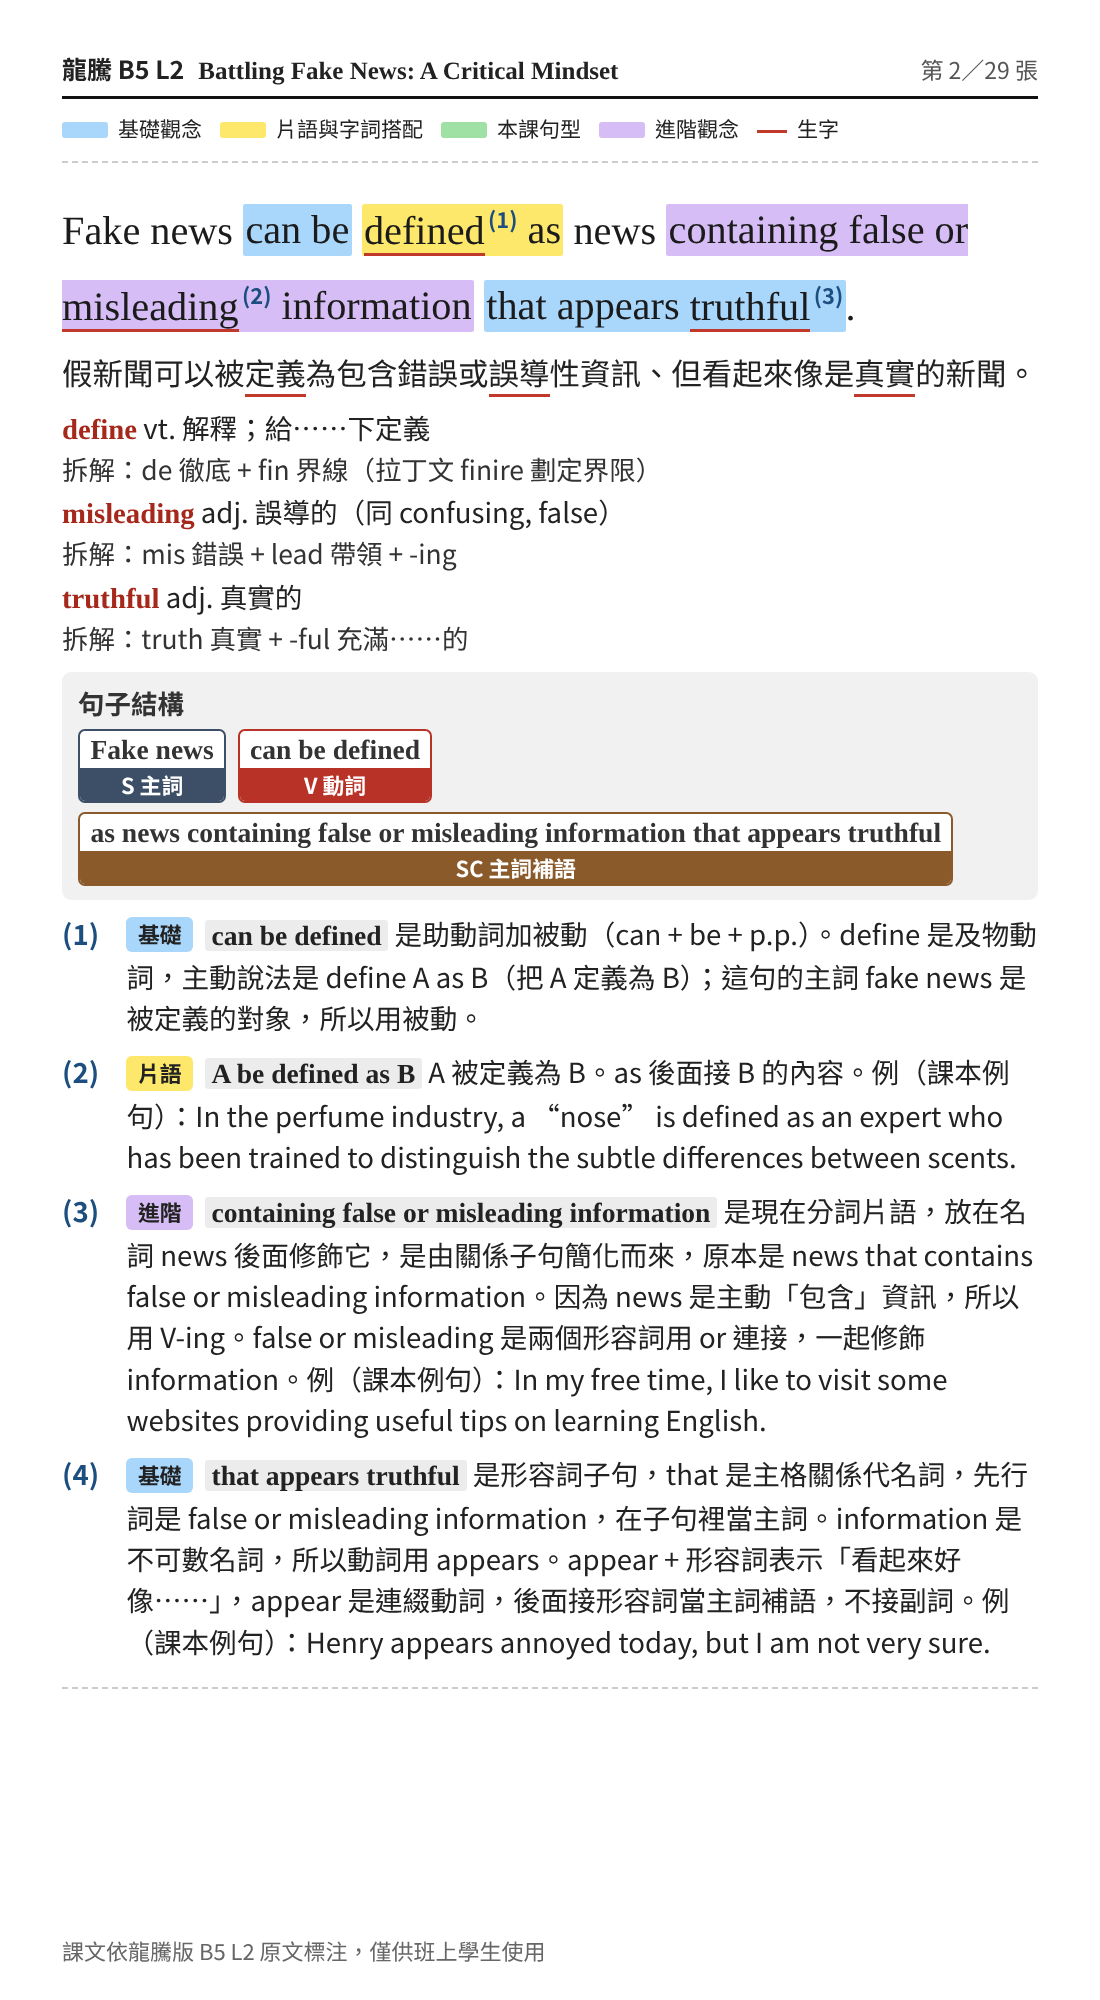 龍騰 B5 L2 Battling Fake News: A Critical Mindset 第 2／29 張
基礎觀念 片語與字詞搭配 本課句型 進階觀念 生字
Fake news can be defined(1) as news containing false or
misleading(2) information that appears truthful(3).
假新聞可以被定義為包含錯誤或誤導性資訊、但看起來像是真實的新聞。
define vt. 解釋；給⋯⋯下定義
拆解：de 徹底 + fin 界線（拉丁文 finire 劃定界限）
misleading adj. 誤導的（同 confusing, false）
拆解：mis 錯誤 + lead 帶領 + -ing
truthful adj. 真實的
拆解：truth 真實 + -ful 充滿⋯⋯的
句子結構
Fake news can be defined
S 主詞 V 動詞
as news containing false or misleading information that appears truthful
SC 主詞補語
(1) 基礎 can be defined 是助動詞加被動（can + be + p.p.）。define 是及物動
詞，主動說法是 define A as B（把 A 定義為 B）；這句的主詞 fake news 是
被定義的對象，所以用被動。
(2) 片語 A be defined as B A 被定義為 B。as 後面接 B 的內容。例（課本例
句）：In the perfume industry, a “nose” is defined as an expert who
has been trained to distinguish the subtle differences between scents.
(3) 進階 containing false or misleading information 是現在分詞片語，放在名
詞 news 後面修飾它，是由關係子句簡化而來，原本是 news that contains
false or misleading information。因為 news 是主動「包含」資訊，所以
用 V-ing。false or misleading 是兩個形容詞用 or 連接，一起修飾
information。例（課本例句）：In my free time, I like to visit some
websites providing useful tips on learning English.
(4) 基礎 that appears truthful 是形容詞子句，that 是主格關係代名詞，先行
詞是 false or misleading information，在子句裡當主詞。information 是
不可數名詞，所以動詞用 appears。appear + 形容詞表示「看起來好
像⋯⋯」，appear 是連綴動詞，後面接形容詞當主詞補語，不接副詞。例
（課本例句）：Henry appears annoyed today, but I am not very sure.
課文依龍騰版 B5 L2 原文標注，僅供班上學生使用